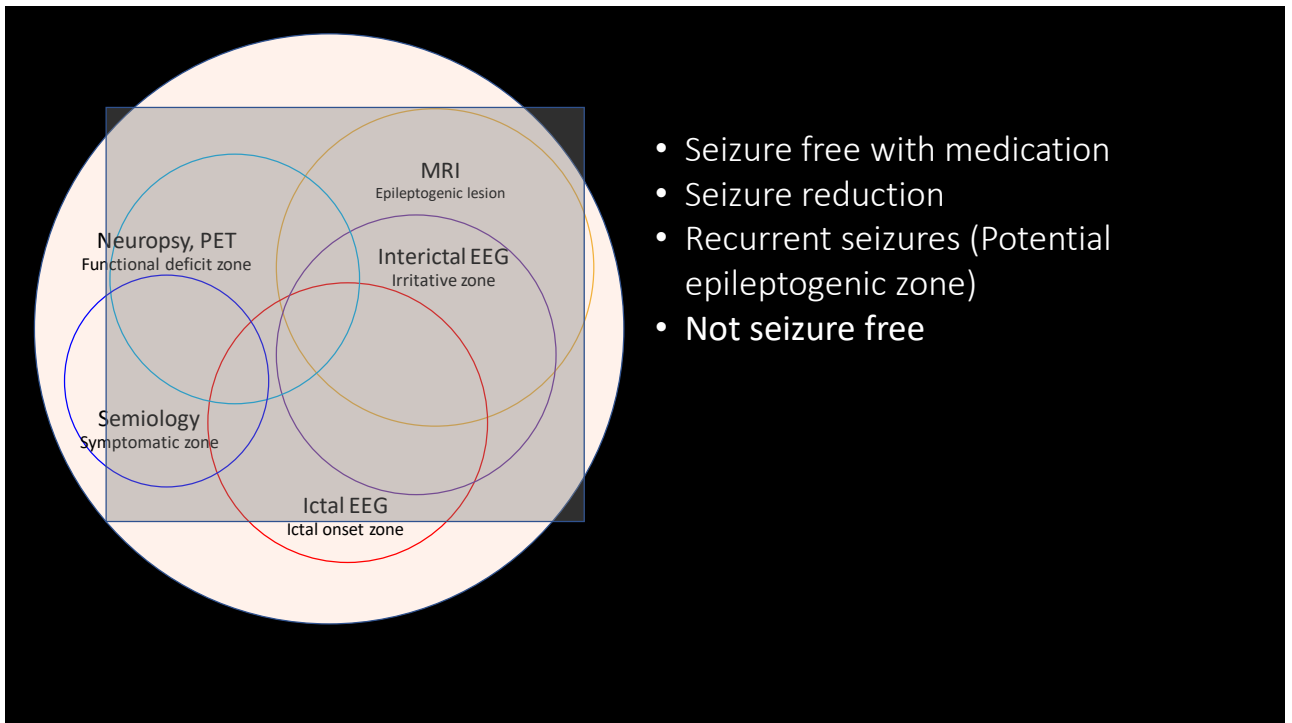 MRI
Epileptogenic lesion
Neuropsy, PET
Functional deficit zone
Interictal EEG
Irritative zone
Semiology
Symptomatic zone
Ictal EEG
Ictal onset zone
• Seizure free with medication
• Seizure reduction
• Recurrent seizures (Potential
epileptogenic zone)
• Not seizure free